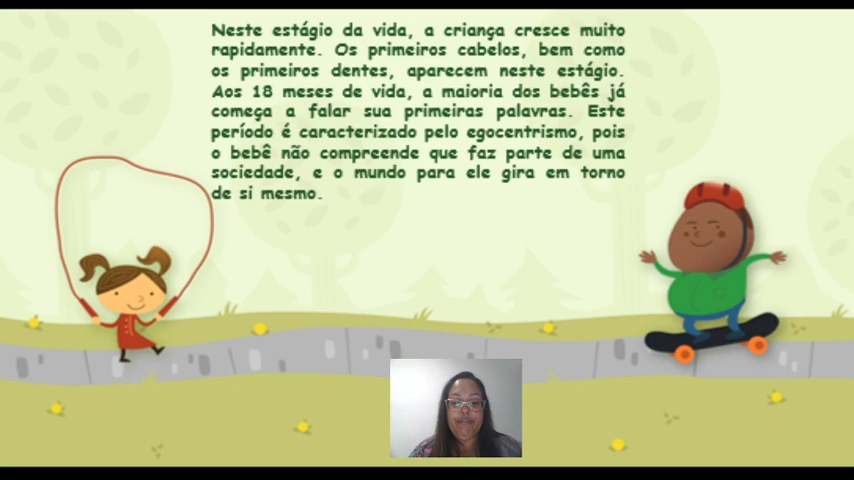 Neste estágio da vida, a criança cresce muito
rapidamente. Os primeiros cabelos, bem como
os primeiros dentes, aparecem neste estágio.
Aos 18 meses de vida, a maioria dos bebês já
começa a falar sua primeiras palavras. Este
período é caracterizado pelo egocentrismo, pois
o bebê não compreende que faz parte de uma
sociedade, e o mundo para ele gira em torno
de si mesmo.